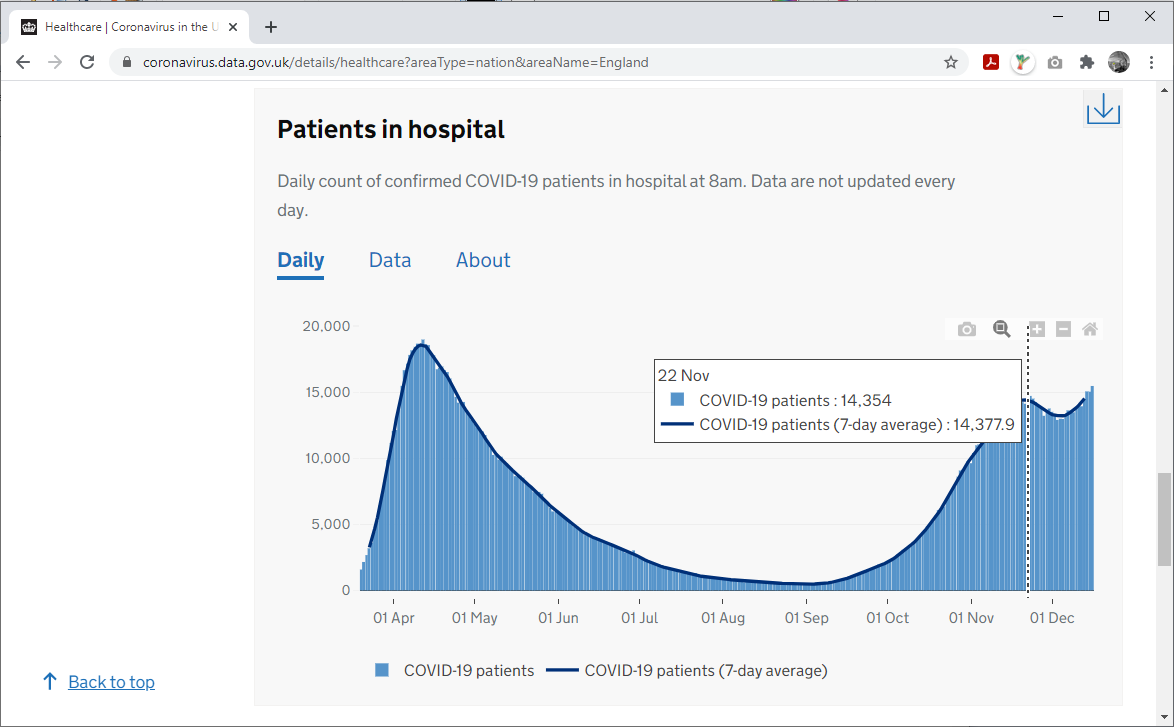 Healthcare | Coronavirus in the U
coronavirus.data.gov.uk/details/healthcare?areaType=nation&areaName=England
Patients in hospital
Daily count of confirmed COVID-19 patients in hospital at 8am. Data are not updated every
day.
Daily Data About
20,000
15,000
10,000
5,000
0
22 Nov
COVID-19 patients : 14,354
COVID-19 patients (7-day average) : 14,377.9
01 Apr 01 May 01 Jun 01 Jul 01 Aug 01 Sep 01 Oct 01 Nov 01 Dec
COVID-19 patients COVID-19 patients (7-day average)
Back to top